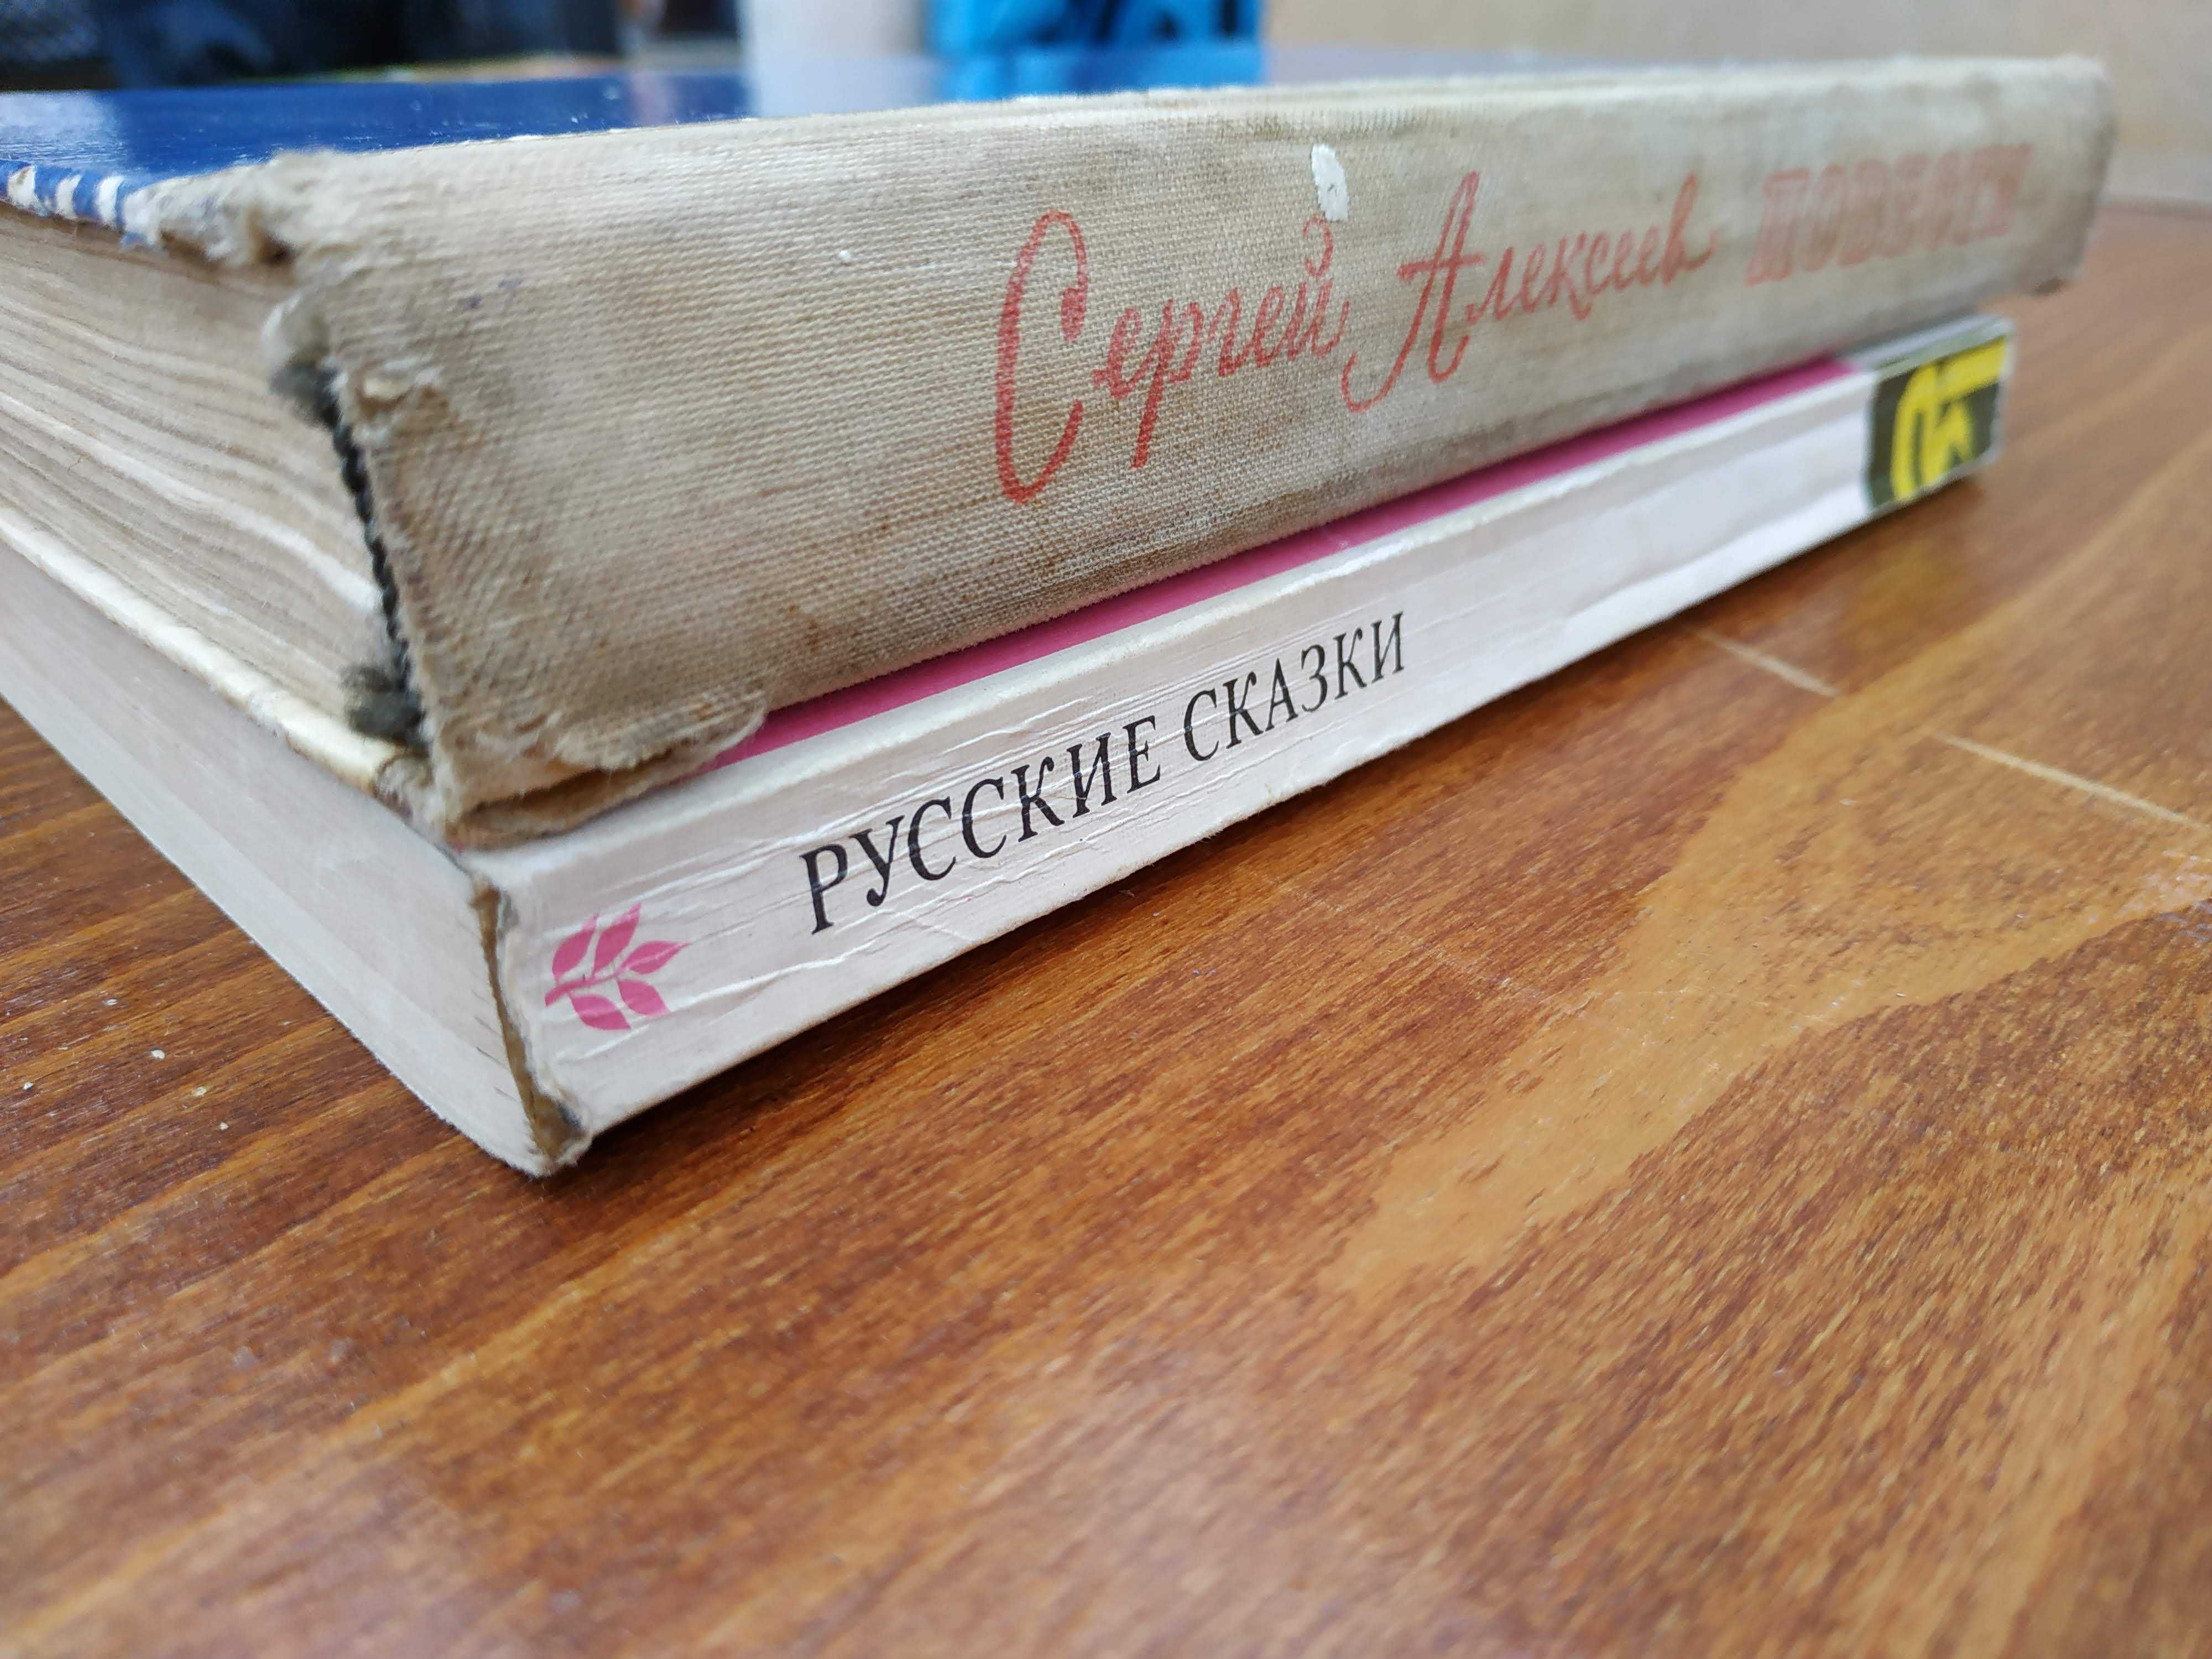 Сергей Алексеев ПОВЕСТИ
РУССКИЕ СКАЗКИ